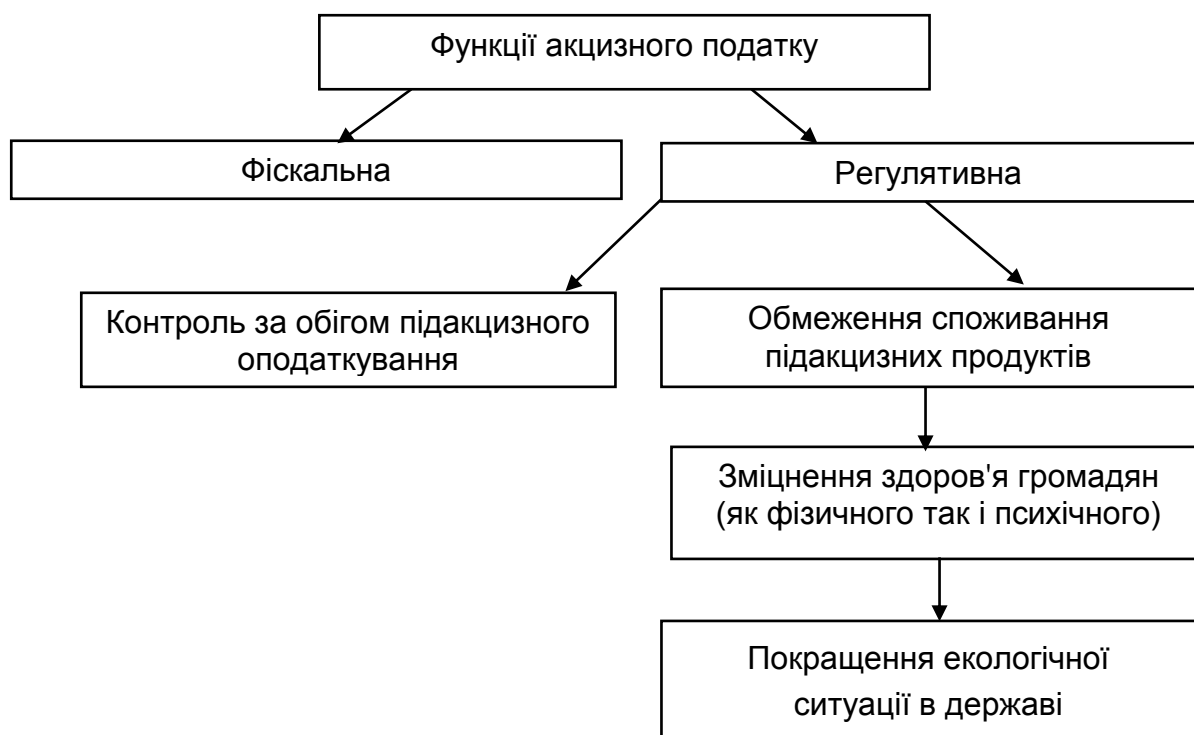 Функції акцизного податку
Фіскальна
Регулятивна
Контроль за обігом підакцизного
оподаткування
Обмеження споживання
підакцизних продуктів
Зміцнення здоров'я громадян
(як фізичного так і психічного)
Покращення екологічної
ситуації в державі